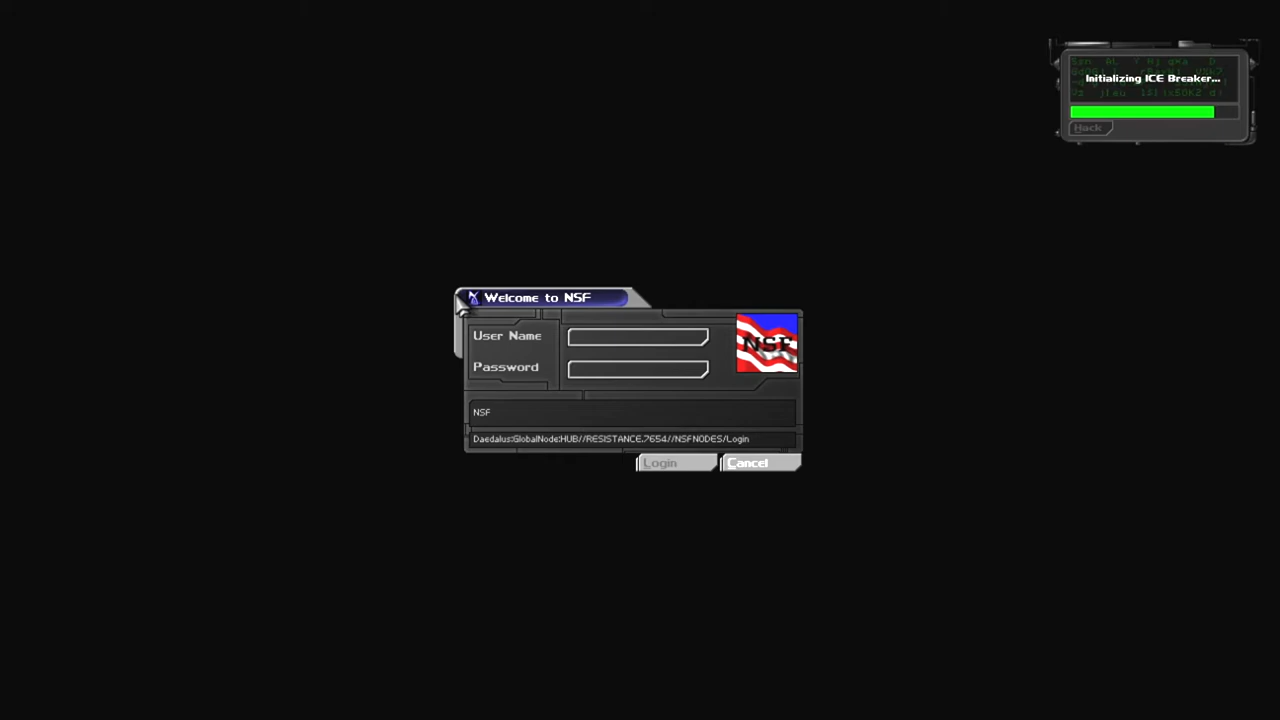 Initializing ICE Breaker...
Hack
Welcome to NSF
User Name
NSF
Password
NSF
Daedalus:GlobalNode:HUB//RESISTANCE.7654//NSFNODES/Login
Login
Cancel